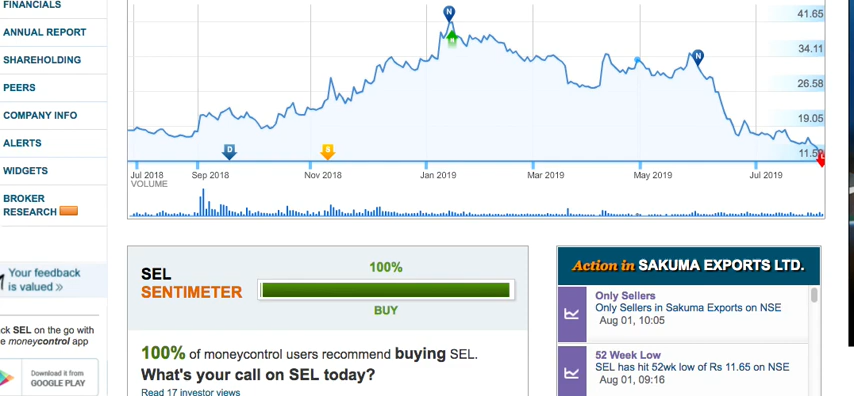 FINANCIALS
ANNUAL REPORT
SHAREHOLDING
PEERS
COMPANY INFO
ALERTS
WIDGETS
BROKER
RESEARCH
Your feedback
is valued »
ck SEL on the go with
e moneycontrol app
Download it from
GOOGLE PLAY
41.65
34.11
26.58
19.05
11.5
N
N
D
B
Jul 2018
Sep 2018
Nov 2018
Jan 2019
Mar 2019
May 2019
Jul 2019
VOLUME
SEL
SENTIMETER
100%
BUY
100% of moneycontrol users recommend buying SEL.
What's your call on SEL today?
Read 17 investor views
Action in SAKUMA EXPORTS LTD.
Only Sellers
Only Sellers in Sakuma Exports on NSE
Aug 01, 10:05
52 Week Low
SEL has hit 52wk low of Rs 11.65 on NSE
Aug 01, 09:16